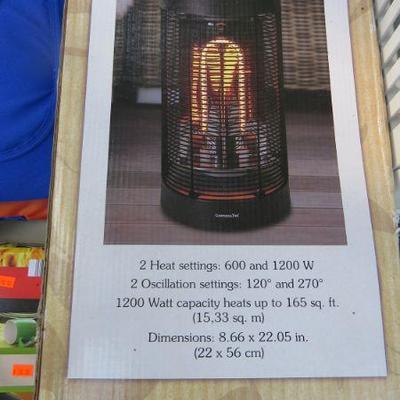 2 Heat settings: 600 and 1200 W
2 Oscillation settings: 120° and 270°
1200 Watt capacity heats up to 165 sq. ft.
(15,33 sq. m)
Dimensions: 8.66 x 22.05 in.
(22 x 56 cm)